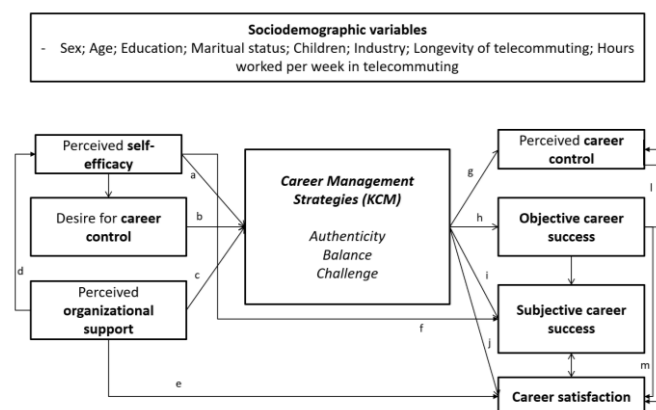 Sociodemographic variables
- Sex; Age; Education; Maritual status; Children; Industry; Longevity of telecommuting; Hours
worked per week in telecommuting
Perceived self-
efficacy
Desire for career
control
Perceived
organizational support
a
b
c
d
e
f
Career Management
Strategies (KCM)
Authenticity
Balance
Challenge
g
h
i
j
Perceived career
control
Objective career
success
Subjective career
success
Career satisfaction
l
m